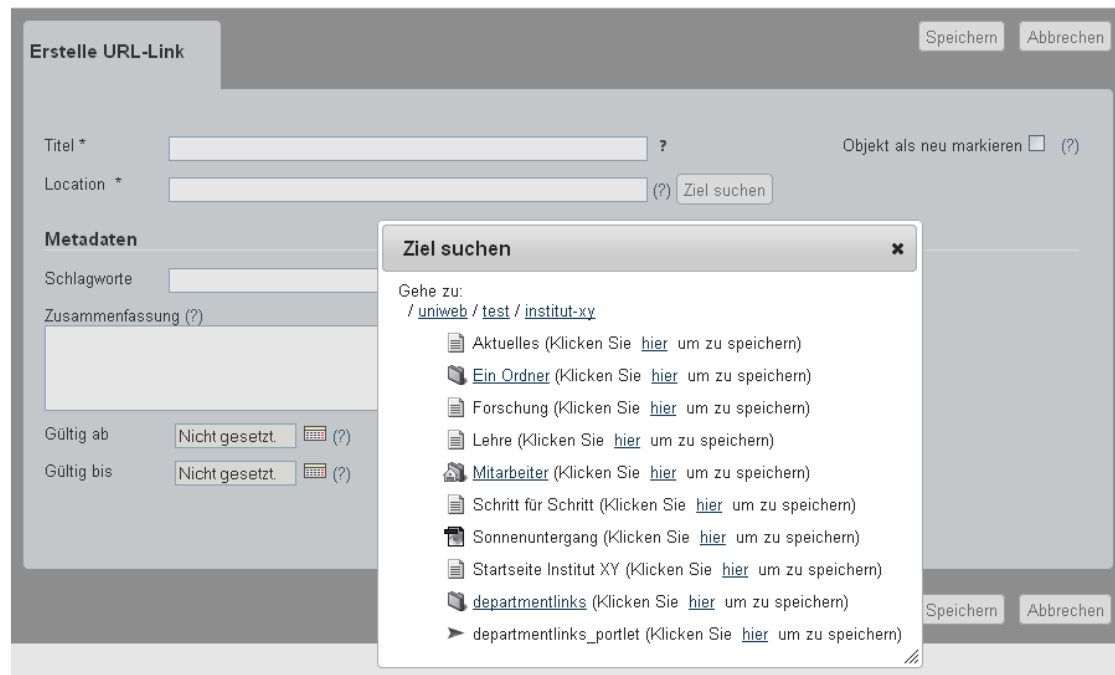 Erstelle URL-Link
Speichern Abbrechen
Titel * ? Objekt als neu markieren (?)
Location * (?) Ziel suchen
Metadaten
Schlagworte
Zusammenfassung (?)
Gültig ab Nicht gesetzt. (?)
Gültig bis Nicht gesetzt. (?)
Ziel suchen
Gehe zu:
/ uniweb / test / institut-xy
Aktuelles (Klicken Sie hier um zu speichern)
Ein Ordner (Klicken Sie hier um zu speichern)
Forschung (Klicken Sie hier um zu speichern)
Lehre (Klicken Sie hier um zu speichern)
Mitarbeiter (Klicken Sie hier um zu speichern)
Schritt für Schritt (Klicken Sie hier um zu speichern)
Sonnenuntergang (Klicken Sie hier um zu speichern)
Startseite Institut XY (Klicken Sie hier um zu speichern)
departmentlinks (Klicken Sie hier um zu speichern)
departmentlinks_portlet (Klicken Sie hier um zu speichern)
Speichern Abbrechen